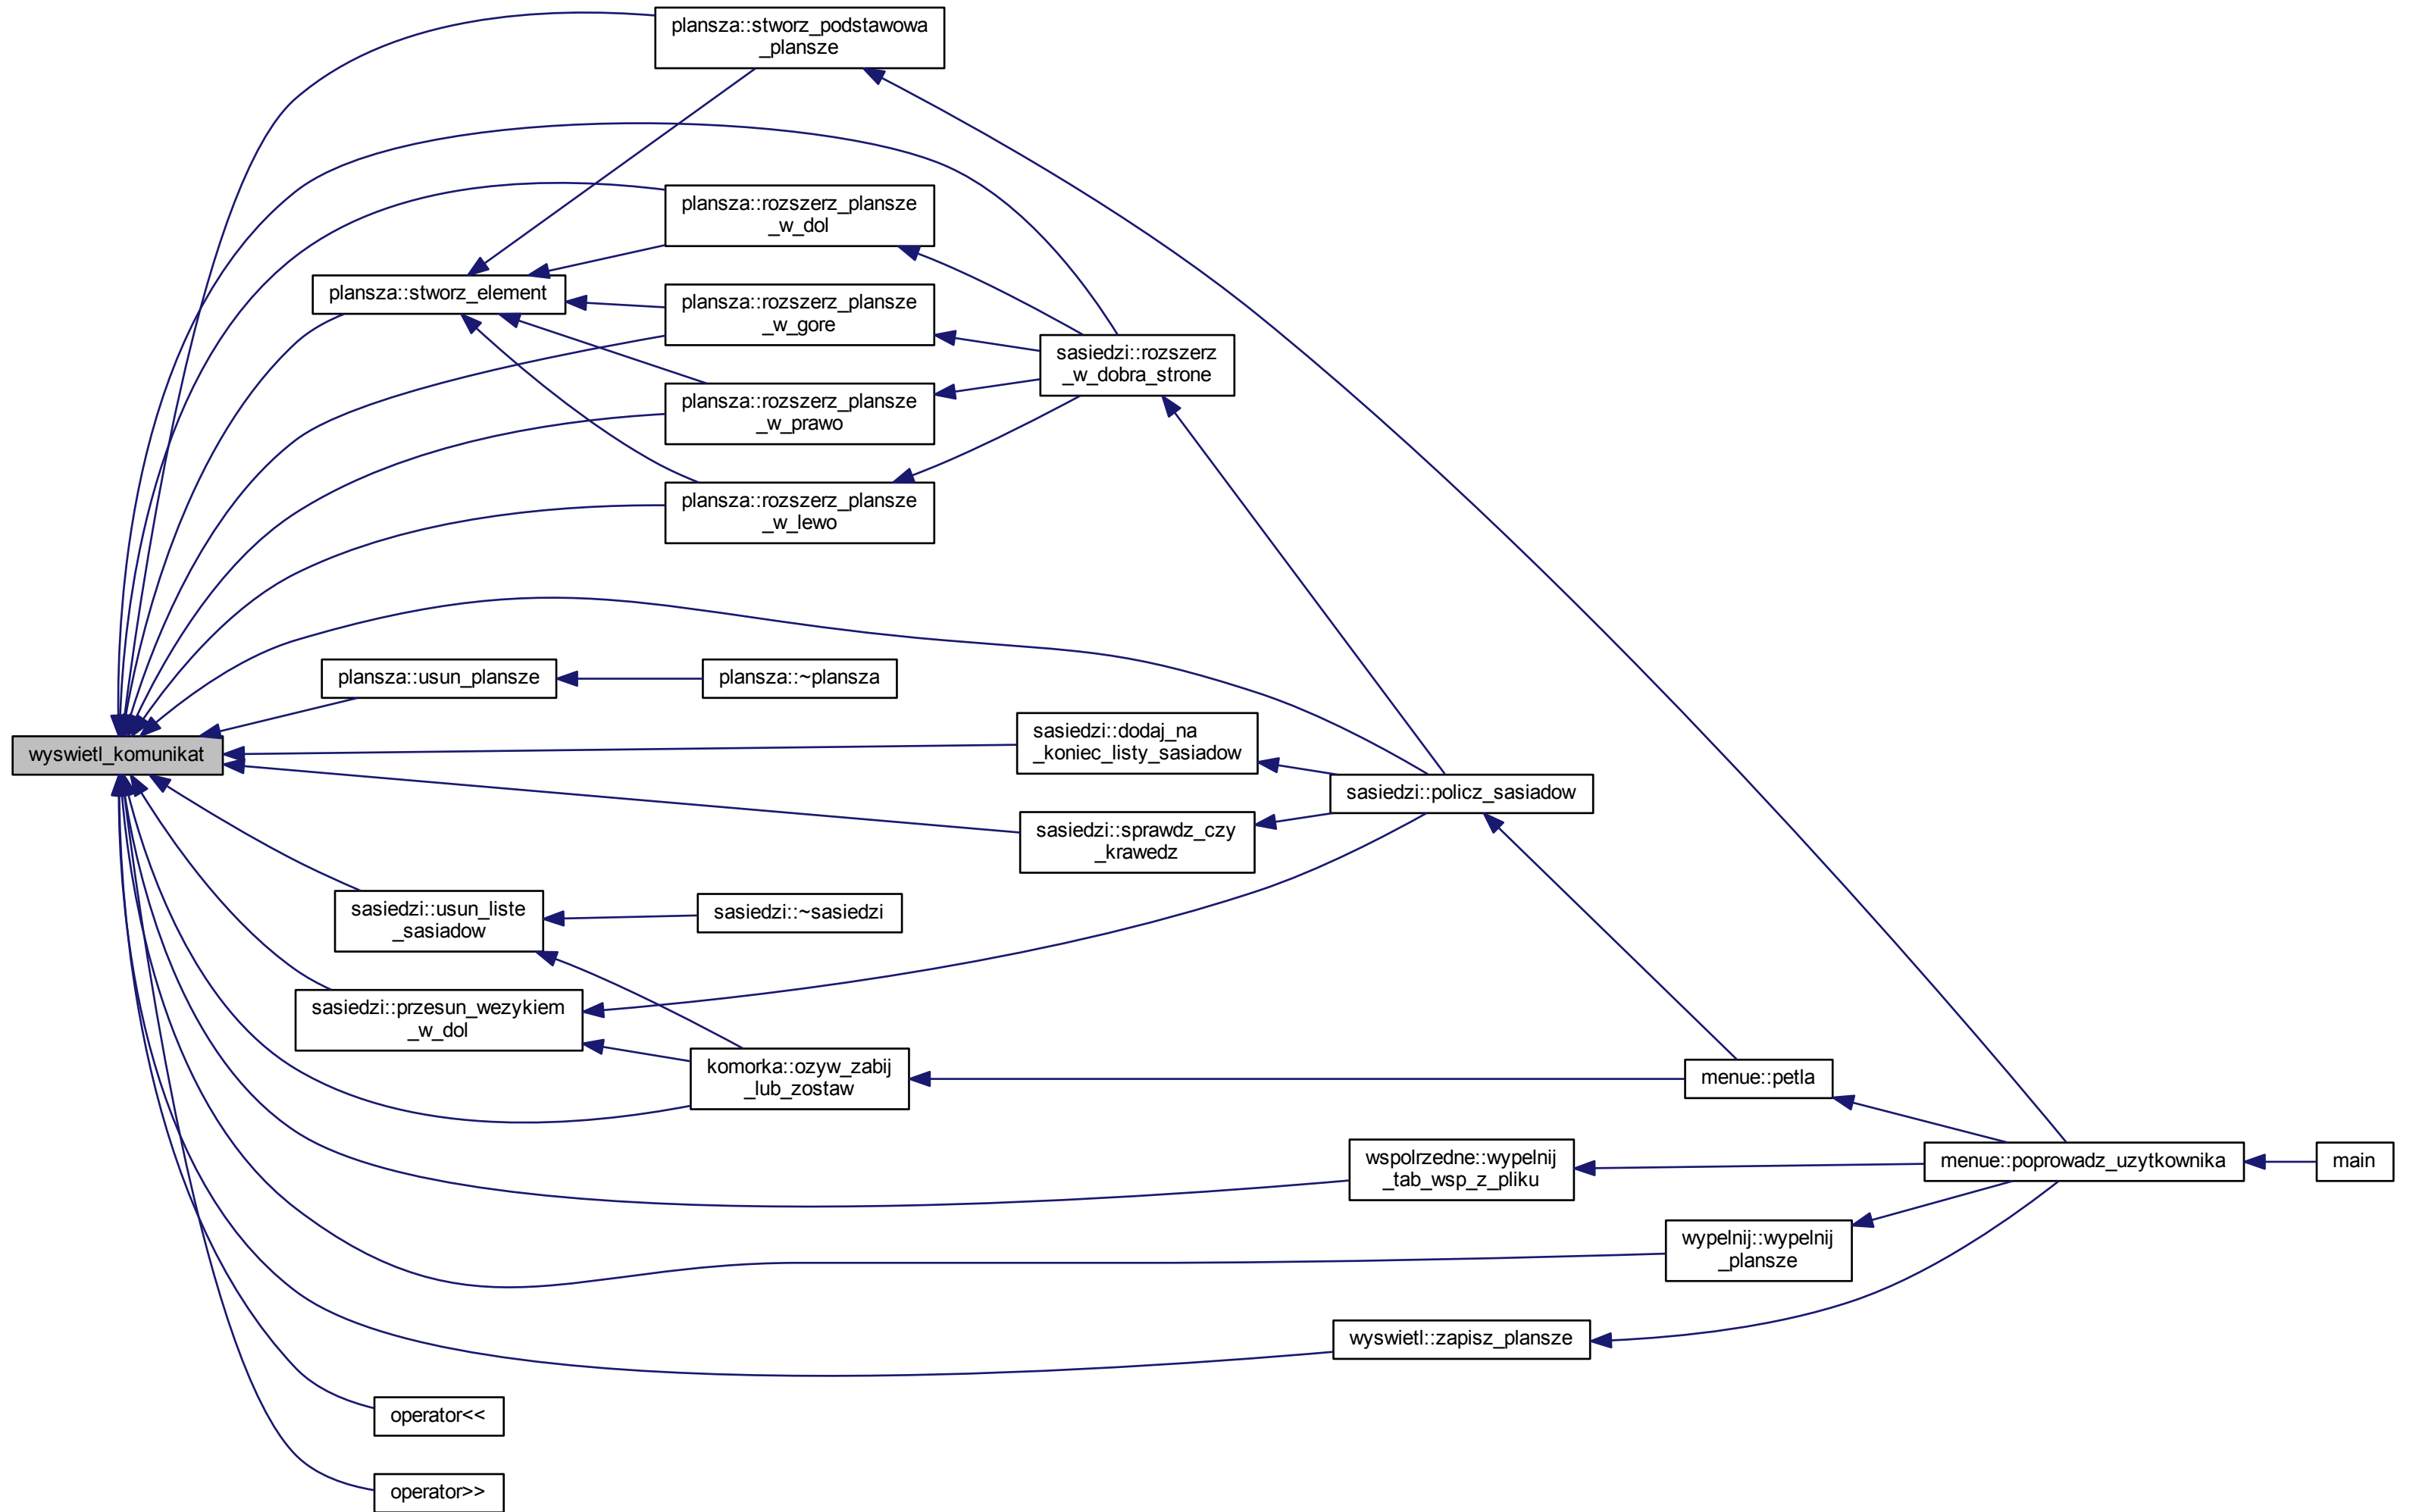 plansza::stworz_podstawowa
_plansze
plansza::rozszerz_plansze
_w_dol
plansza::stworz_element
plansza::rozszerz_plansze
_w_gore
sasiedzi::rozszerz
_w_dobra_strone
plansza::rozszerz_plansze
_w_prawo
plansza::rozszerz_plansze
_w_lewo
plansza::usun_plansze
plansza::~plansza
sasiedzi::dodaj_na
_koniec_listy_sasiadow
wyswietl_komunikat
sasiedzi::policz_sasiadow
sasiedzi::sprawdz_czy
_krawedz
sasiedzi::usun_liste
_sasiadow
sasiedzi::~sasiedzi
sasiedzi::przesun_wezykiem
_w_dol
komorka::ozyw_zabij
_lub_zostaw
menue::petla
wspolrzedne::wypelnij
_tab_wsp_z_pliku
menue::poprowadz_uzytkownika
main
wypelnij::wypelnij
_plansze
wyswietl::zapisz_plansze
operator<<
operator>>